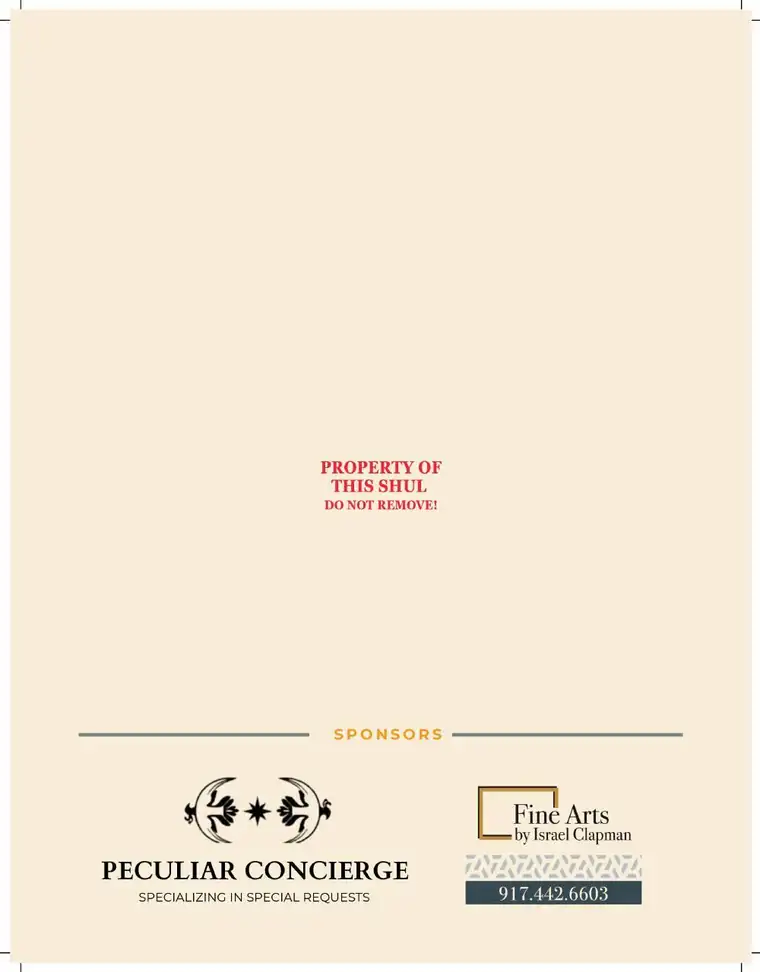 PROPERTY OF
THIS SHUL
DO NOT REMOVE!
SPONSORS
PECULIAR CONCIERGE
SPECIALIZING IN SPECIAL REQUESTS
Fine Arts
by Israel Clapman
917.442.6603